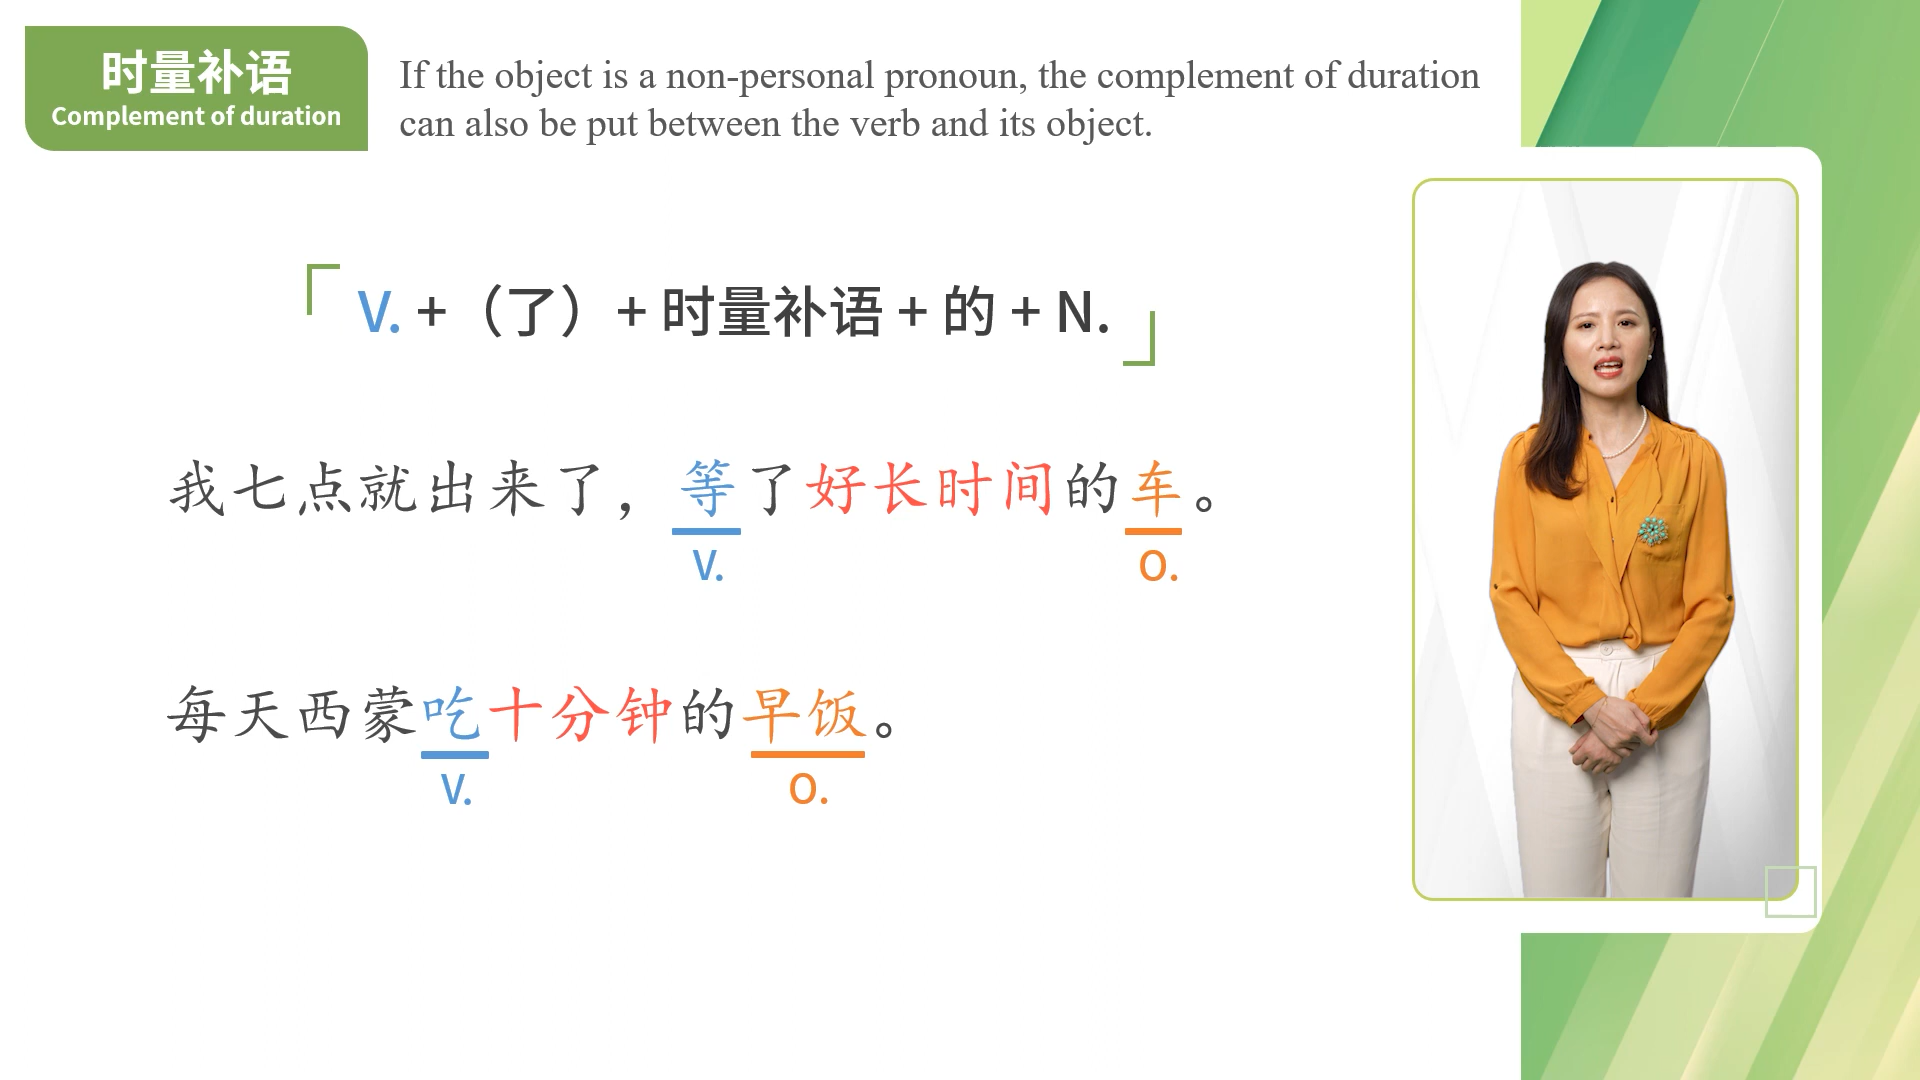 时量补语
Complement of duration
If the object is a non-personal pronoun, the complement of duration
can also be put between the verb and its object.
「V. +（了）+ 时量补语 + 的 + N.」
我七点就出来了，等了好长时间的车。
V. O.
每天西蒙吃十分钟的早饭。
V. O.